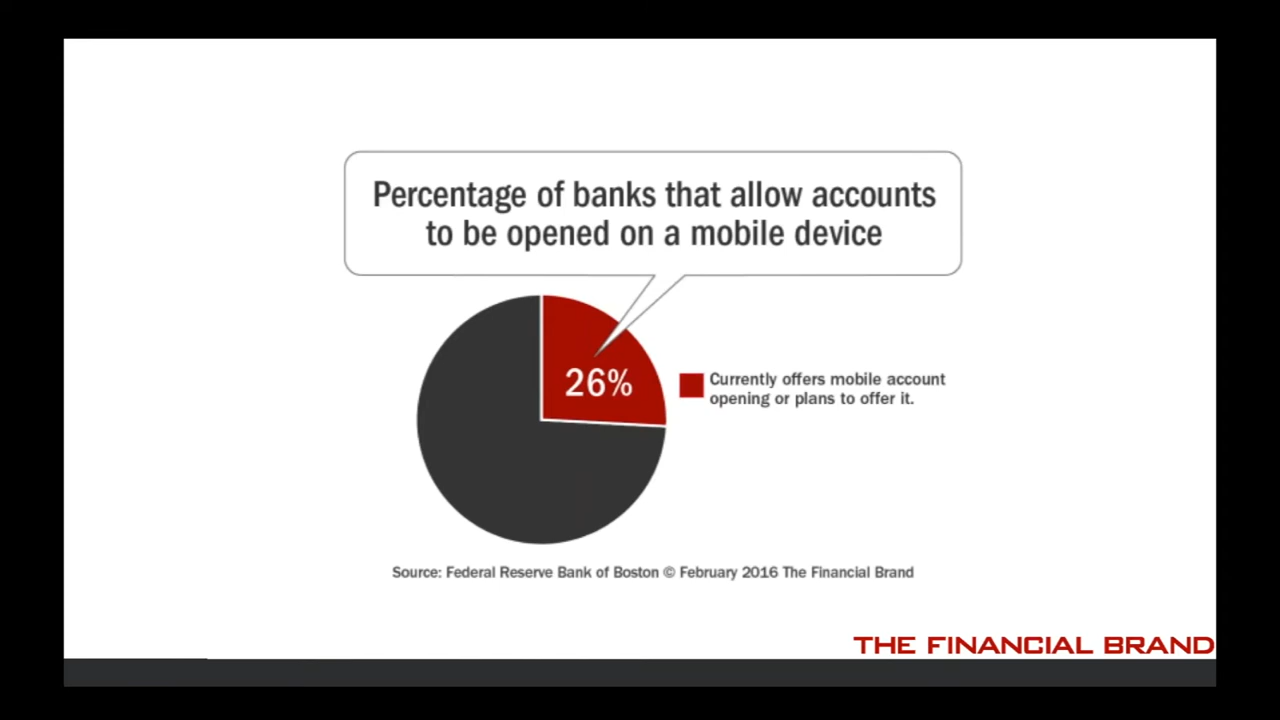 Percentage of banks that allow accounts
to be opened on a mobile device
26%
Currently offers mobile account
opening or plans to offer it.
Source: Federal Reserve Bank of Boston © February 2016 The Financial Brand
THE FINANCIAL BRAND